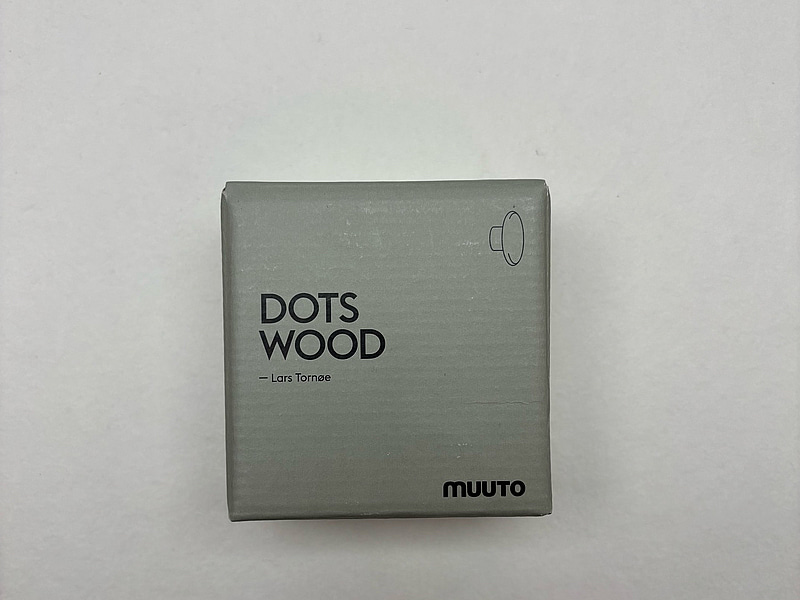 DOTS
WOOD
— Lars Tornøe
muuto